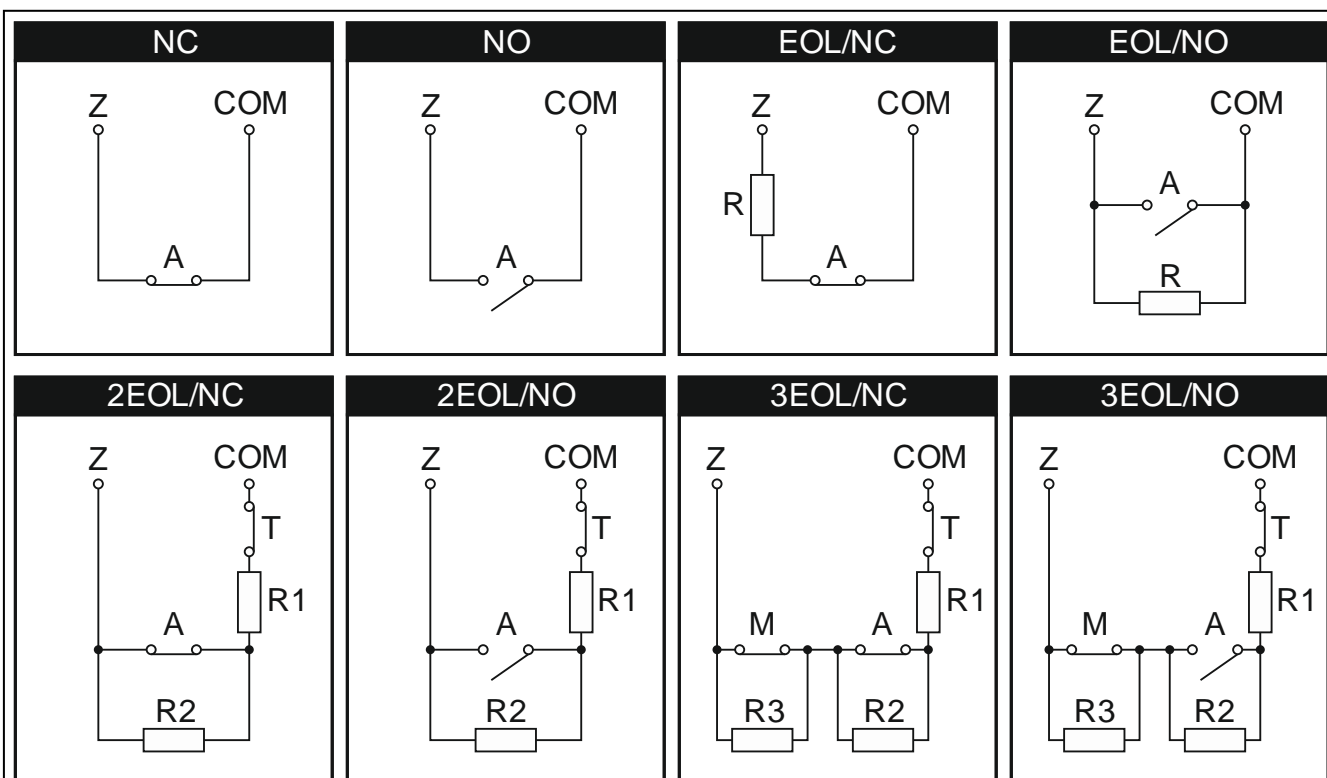 NC NO EOL/NC EOL/NO
Z COM Z COM Z COM Z COM
A
R
A A A
R
2EOL/NC 2EOL/NO 3EOL/NC 3EOL/NO
Z COM Z COM Z COM Z COM
T T T T
R1 R1 R1 R1
A A M A M A
R2 R2 R3 R2 R3 R2